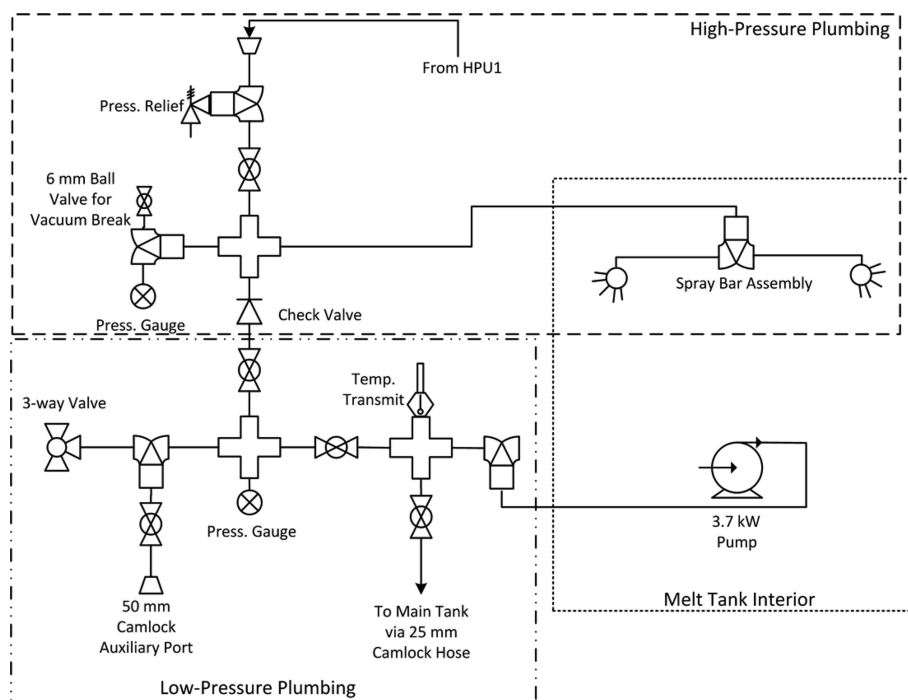 High-Pressure Plumbing
From HPU1
Press. Relief
6 mm Ball
Valve for
Vacuum Break
Press. Gauge
Check Valve
Spray Bar Assembly
3-way Valve
Temp.
Transmit
Press. Gauge
50 mm
Camlock
Auxiliary Port
To Main Tank
via 25 mm
Camlock Hose
3.7 kW
Pump
Melt Tank Interior
Low-Pressure Plumbing